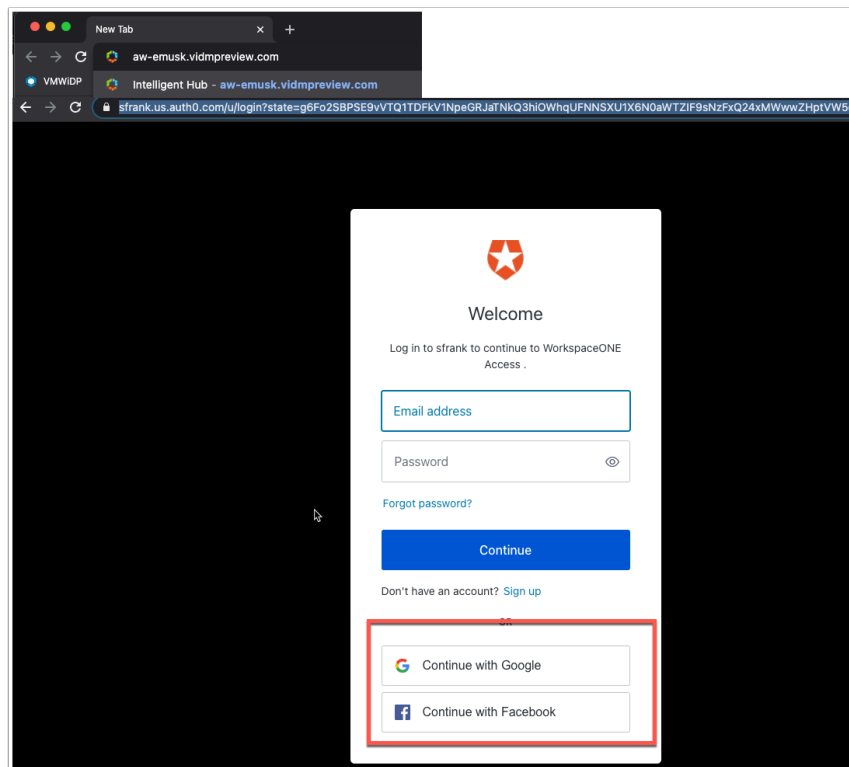 New Tab
aw-emusk.vidmpreview.com
VMWiDP
Intelligent Hub - aw-emusk.vidmpreview.com
sfrank.us.auth0.com/u/login?state=g6Fo2SBPSE9vVTQ1TDFkV1NpeGRJaTNkQ3hiOWhqUFNNSXU1X6N0aWTZIF9sNzFxQ24xMWwwZHptVW5
Welcome
Log in to sfrank to continue to WorkspaceONE
Access .
Email address
Password
Forgot password?
Continue
Don't have an account? Sign up
OR
Continue with Google
Continue with Facebook